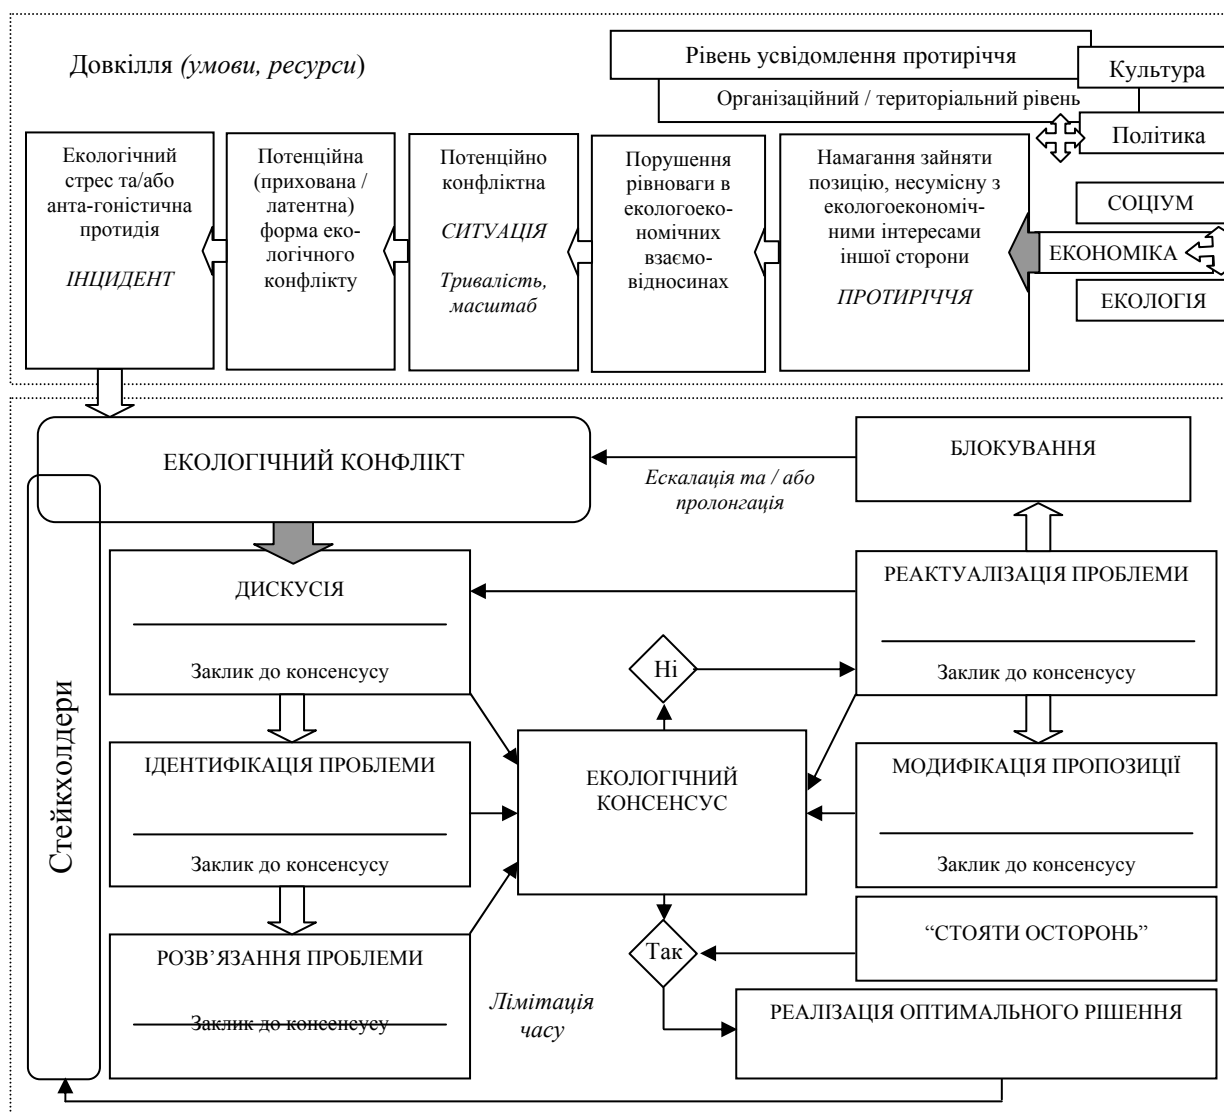 Довкілля (умови, ресурси)
Рівень усвідомлення протиріччя
Культура
Організаційний / територіальний рівень
Політика
Екологічний
стрес та/або
анта-гоністична
протидія
ІНЦИДЕНТ
Потенційна
(прихована /
латентна)
форма еко-
логічного
конфлікту
Потенційно
конфліктна
СИТУАЦІЯ
Тривалість,
масштаб
Порушення
рівноваги в
екологоеко-
номічних
взаємо-
відносинах
Намагання зайняти
позицію, несумісну з
екологоекономіч-
ними інтересами
іншої сторони
ПРОТИРІЧЧЯ
СОЦІУМ
ЕКОНОМІКА
ЕКОЛОГІЯ
ЕКОЛОГІЧНИЙ КОНФЛІКТ
Ескалація та / або
пролонгація
БЛОКУВАННЯ
Стейкхолдери
ДИСКУСІЯ
Заклик до консенсусу
РЕАКТУАЛІЗАЦІЯ ПРОБЛЕМИ
Заклик до консенсусу
Ні
ІДЕНТИФІКАЦІЯ ПРОБЛЕМИ
Заклик до консенсусу
ЕКОЛОГІЧНИЙ
КОНСЕНСУС
МОДИФІКАЦІЯ ПРОПОЗИЦІЇ
Заклик до консенсусу
РОЗВ’ЯЗАННЯ ПРОБЛЕМИ
Заклик до консенсусу
Лімітація
часу
Так
“СТОЯТИ ОСТОРОНЬ”
РЕАЛІЗАЦІЯ ОПТИМАЛЬНОГО РІШЕННЯ